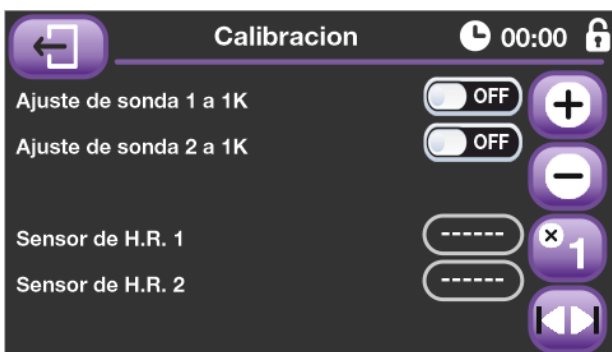 Calibracion 00:00
Ajuste de sonda 1 a 1K OFF
Ajuste de sonda 2 a 1K OFF
Sensor de H.R. 1 ------
Sensor de H.R. 2 ------
×1